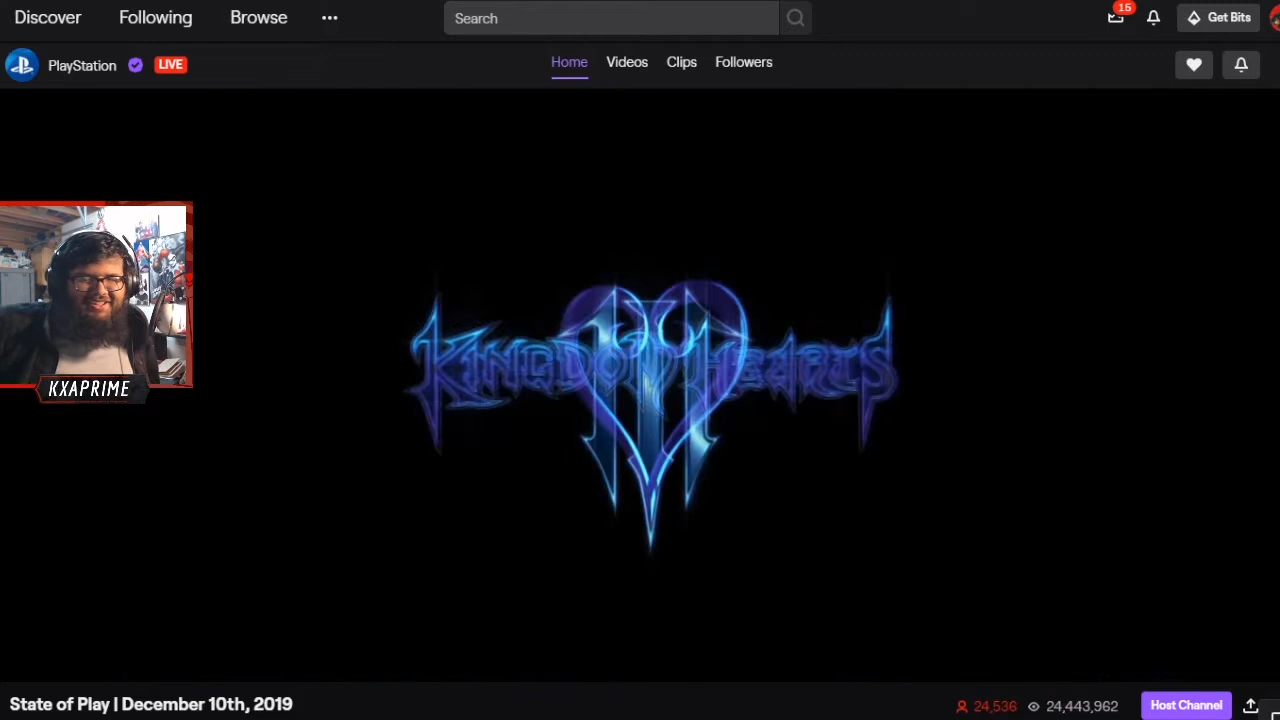 Discover Following Browse ••• Search 15 Get Bits
PlayStation LIVE Home Videos Clips Followers
KXAPRIME
KINGDOM HEARTS
III
State of Play | December 10th, 2019 24,536 24,443,962 Host Channel